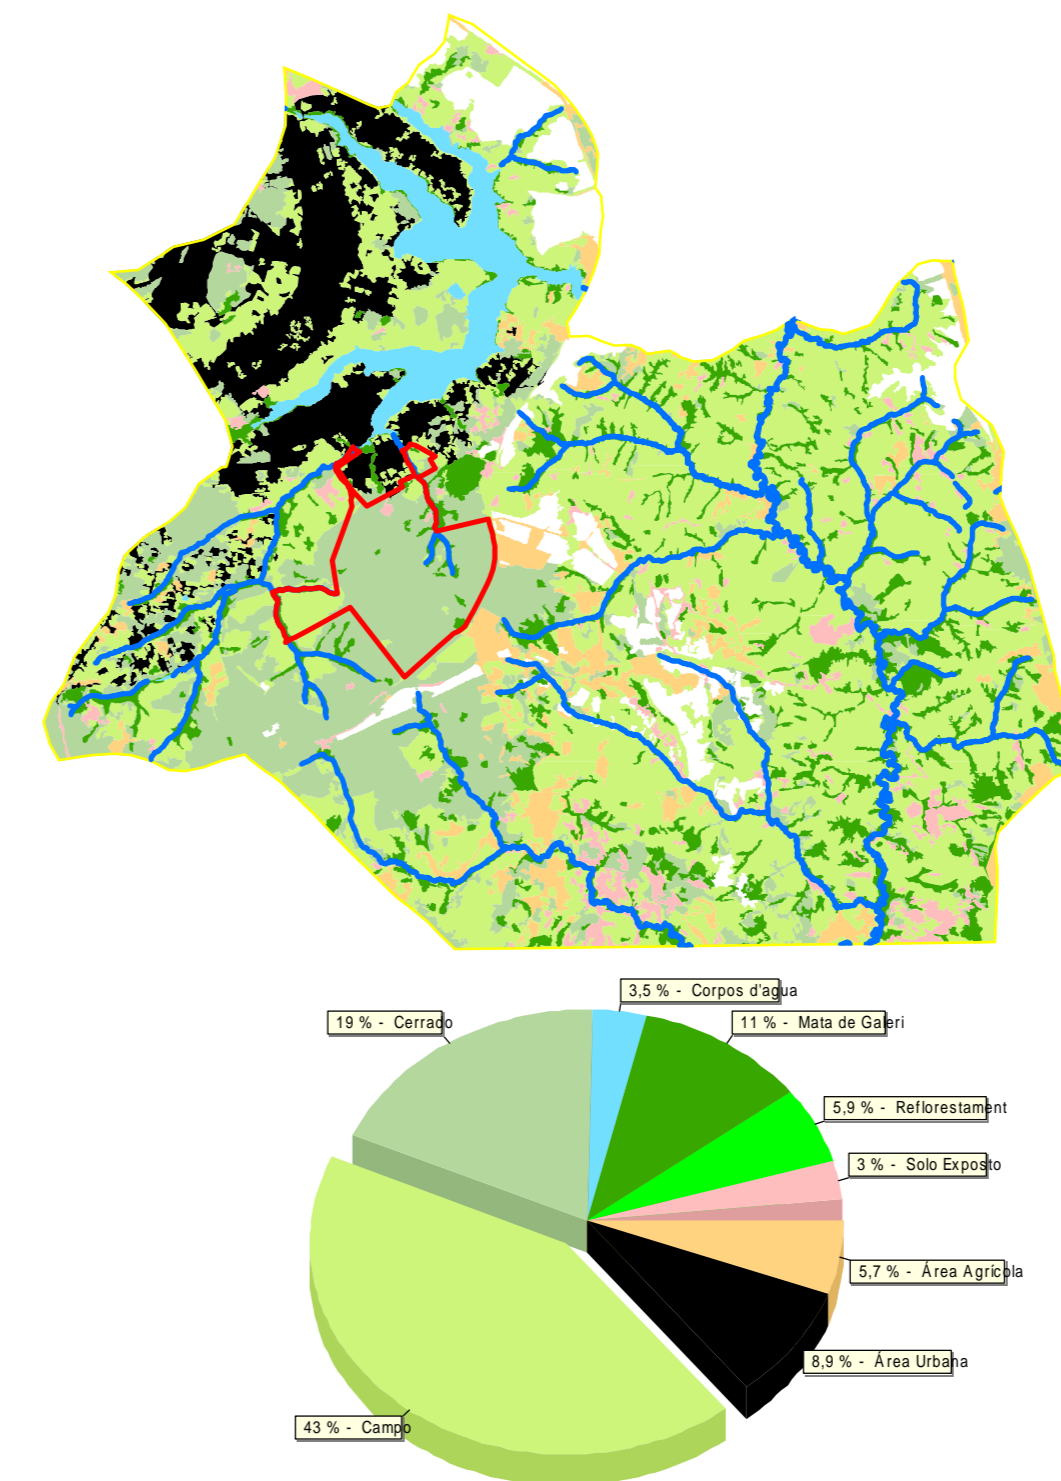 3,5 % - Corpos d'agua
19 % - Cerrado
11 % - Mata de Galeri
5,9 % - Reflorestament
3 % - Solo Exposto
5,7 % - Área Agrícola
8,9 % - Área Urbana
43 % - Campo